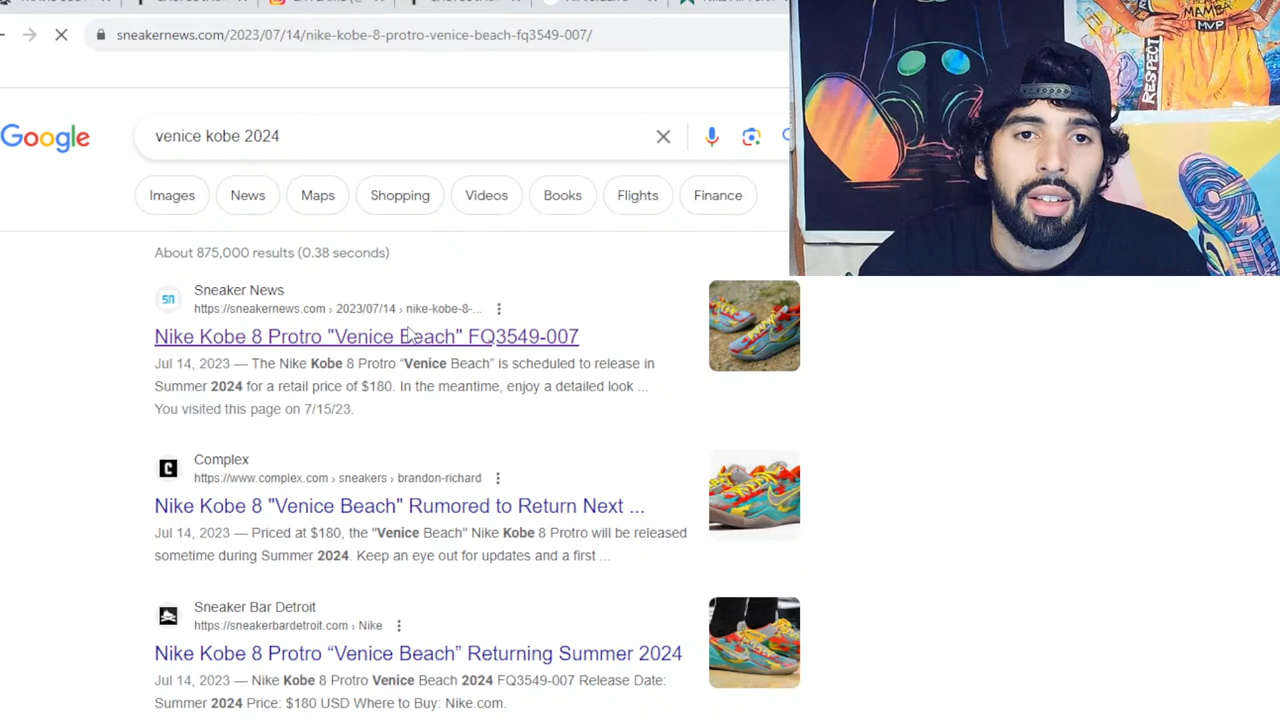 sneakernews.com/2023/07/14/nike-kobe-8-protro-venice-beach-fq3549-007/
MAMBA
MVP
RESPECT
Google
venice kobe 2024
Images
News
Maps
Shopping
Videos
Books
Flights
Finance
About 875,000 results (0.38 seconds)
Sneaker News
https://sneakernews.com › 2023/07/14 › nike-kobe-8-...
Nike Kobe 8 Protro "Venice Beach" FQ3549-007
Jul 14, 2023 — The Nike Kobe 8 Protro “Venice Beach” is scheduled to release in
Summer 2024 for a retail price of $180. In the meantime, enjoy a detailed look ...
You visited this page on 7/15/23.
Complex
https://www.complex.com › sneakers › brandon-richard
Nike Kobe 8 "Venice Beach" Rumored to Return Next ...
Jul 14, 2023 — Priced at $180, the "Venice Beach" Nike Kobe 8 Protro will be released
sometime during Summer 2024. Keep an eye out for updates and a first ...
Sneaker Bar Detroit
https://sneakerbardetroit.com › Nike
Nike Kobe 8 Protro “Venice Beach” Returning Summer 2024
Jul 14, 2023 — Nike Kobe 8 Protro Venice Beach 2024 FQ3549-007 Release Date:
Summer 2024 Price: $180 USD Where to Buy: Nike.com.